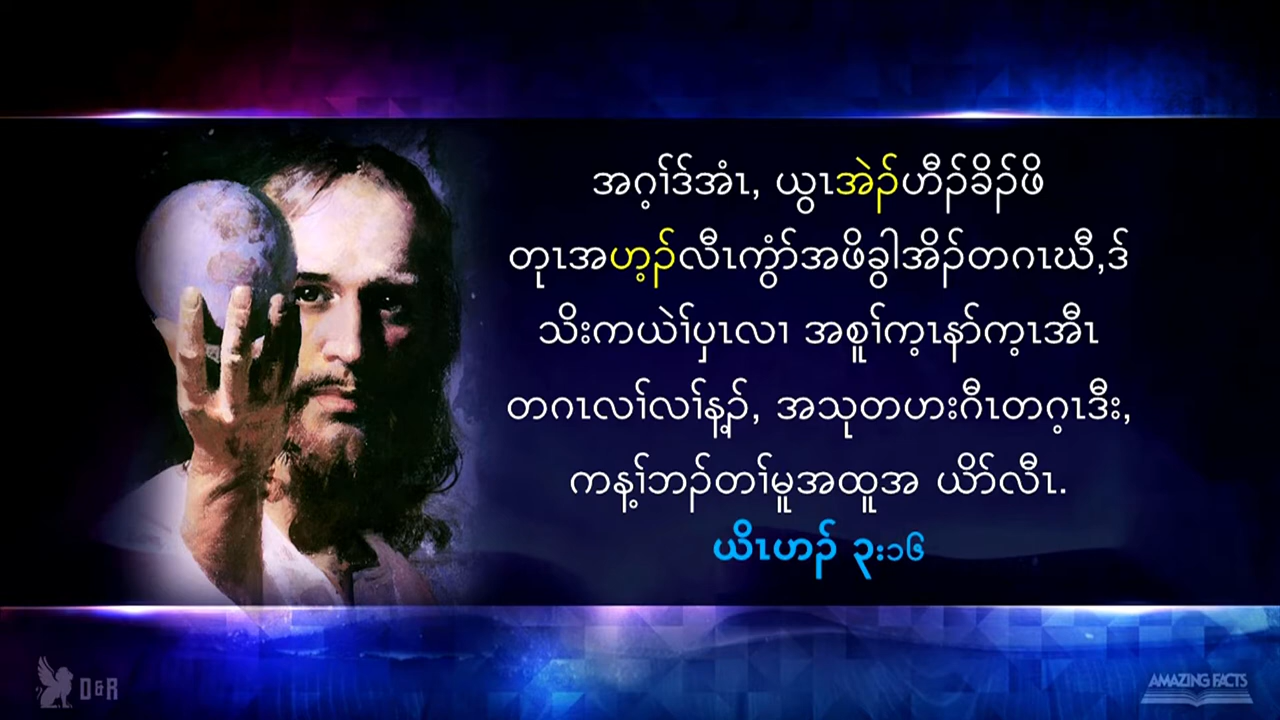 အဂ့ၢ်ဒ်အံၤ, ယွၤအဲၣ်ဟီၣ်ခိၣ်ဖိ
တုၤအဟ့ၣ်လီၤကွံာ်အဖိခွါအိၣ်တဂၤဃီ,ဒ်
သိးကယဲၢ်ပှၤလၢ အစူၢ်က့ၤနာ်က့ၤအီၤ
တဂၤလၢ်လၢ်န့ၣ်, အသုတဟးဂီၤတဂ့ၤဒီး,
ကန့ၢ်ဘၣ်တၢ်မူအထူအ ယိာ်လီၤ.
ယိၤဟၣ် ၃း၁၆
D&R
AMAZING FACTS